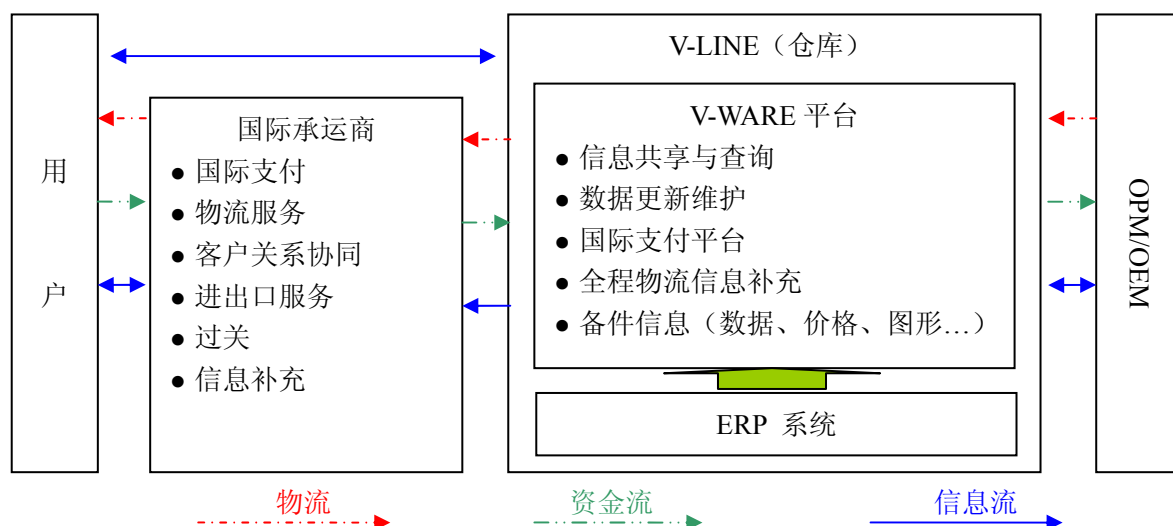 用
户
国际承运商
● 国际支付
● 物流服务
● 客户关系协同
● 进出口服务
● 过关
● 信息补充
V-LINE（仓库）
V-WARE 平台
● 信息共享与查询
● 数据更新维护
● 国际支付平台
● 全程物流信息补充
● 备件信息（数据、价格、图形…）
ERP 系统
OPM/OEM
物流
资金流
信息流